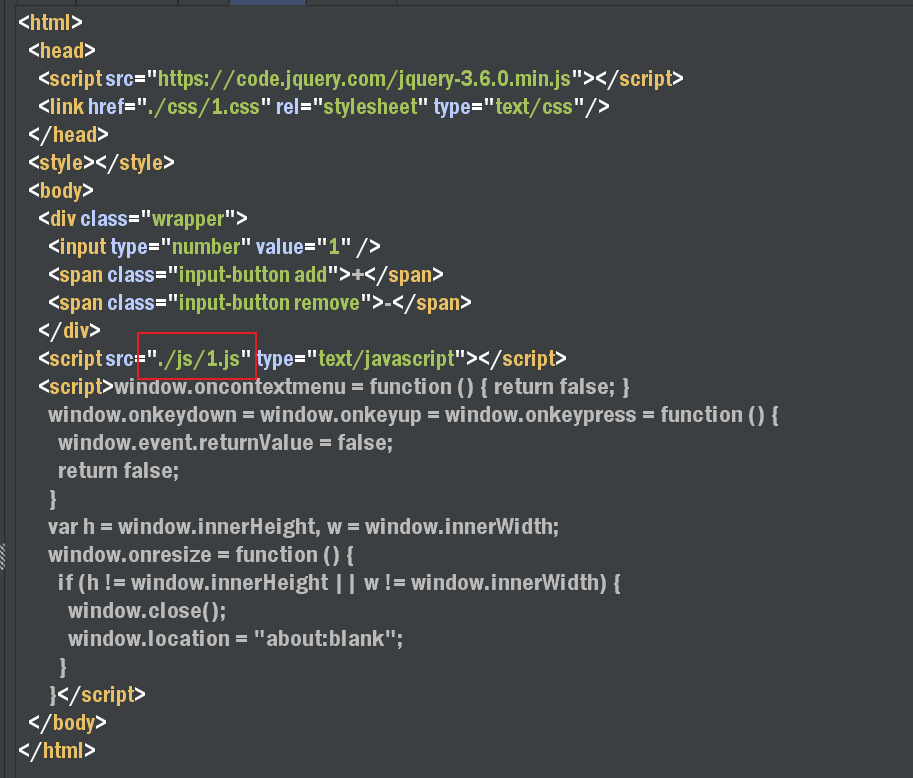 <html>
<head>
<script src="https://code.jquery.com/jquery-3.6.0.min.js"></script>
<link href="./css/1.css" rel="stylesheet" type="text/css"/>
</head>
<style></style>
<body>
<div class="wrapper">
<input type="number" value="1" />
<span class="input-button add">+</span>
<span class="input-button remove">-</span>
</div>
<script src="./js/1.js" type="text/javascript"></script>
<script>window.oncontextmenu = function () { return false; }
window.onkeydown = window.onkeyup = window.onkeypress = function () {
window.event.returnValue = false;
return false;
}
var h = window.innerHeight, w = window.innerWidth;
window.onresize = function () {
if (h != window.innerHeight || w != window.innerWidth) {
window.close();
window.location = "about:blank";
}
}</script>
</body>
</html>